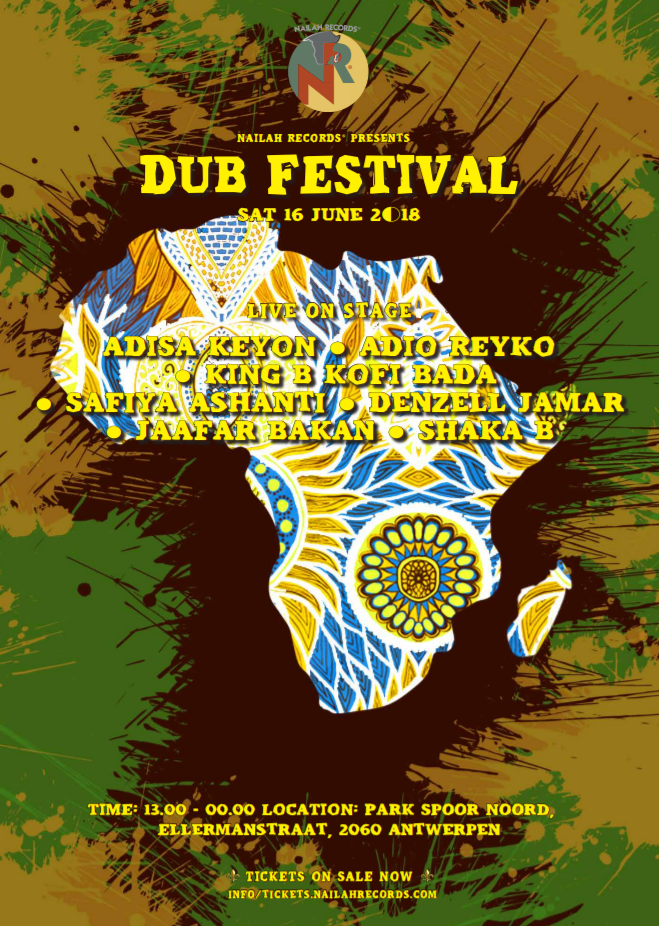 NAILAH RECORDS®
NR
NAILAH RECORDS® PRESENTS
DUB FESTIVAL
SAT 16 JUNE 2018
LIVE ON STAGE
ADISA KEYON ● ADIO REYKO
● KING B KOFI BADA
● SAFIYA ASHANTI ● DENZELL JAMAR
● JAAFAR BAKAN ● SHAKA B
TIME: 13.00 - 00.00 LOCATION: PARK SPOOR NOORD,
ELLERMANSTRAAT, 2060 ANTWERPEN
TICKETS ON SALE NOW
INFO/TICKETS.NAILAHRECORDS.COM